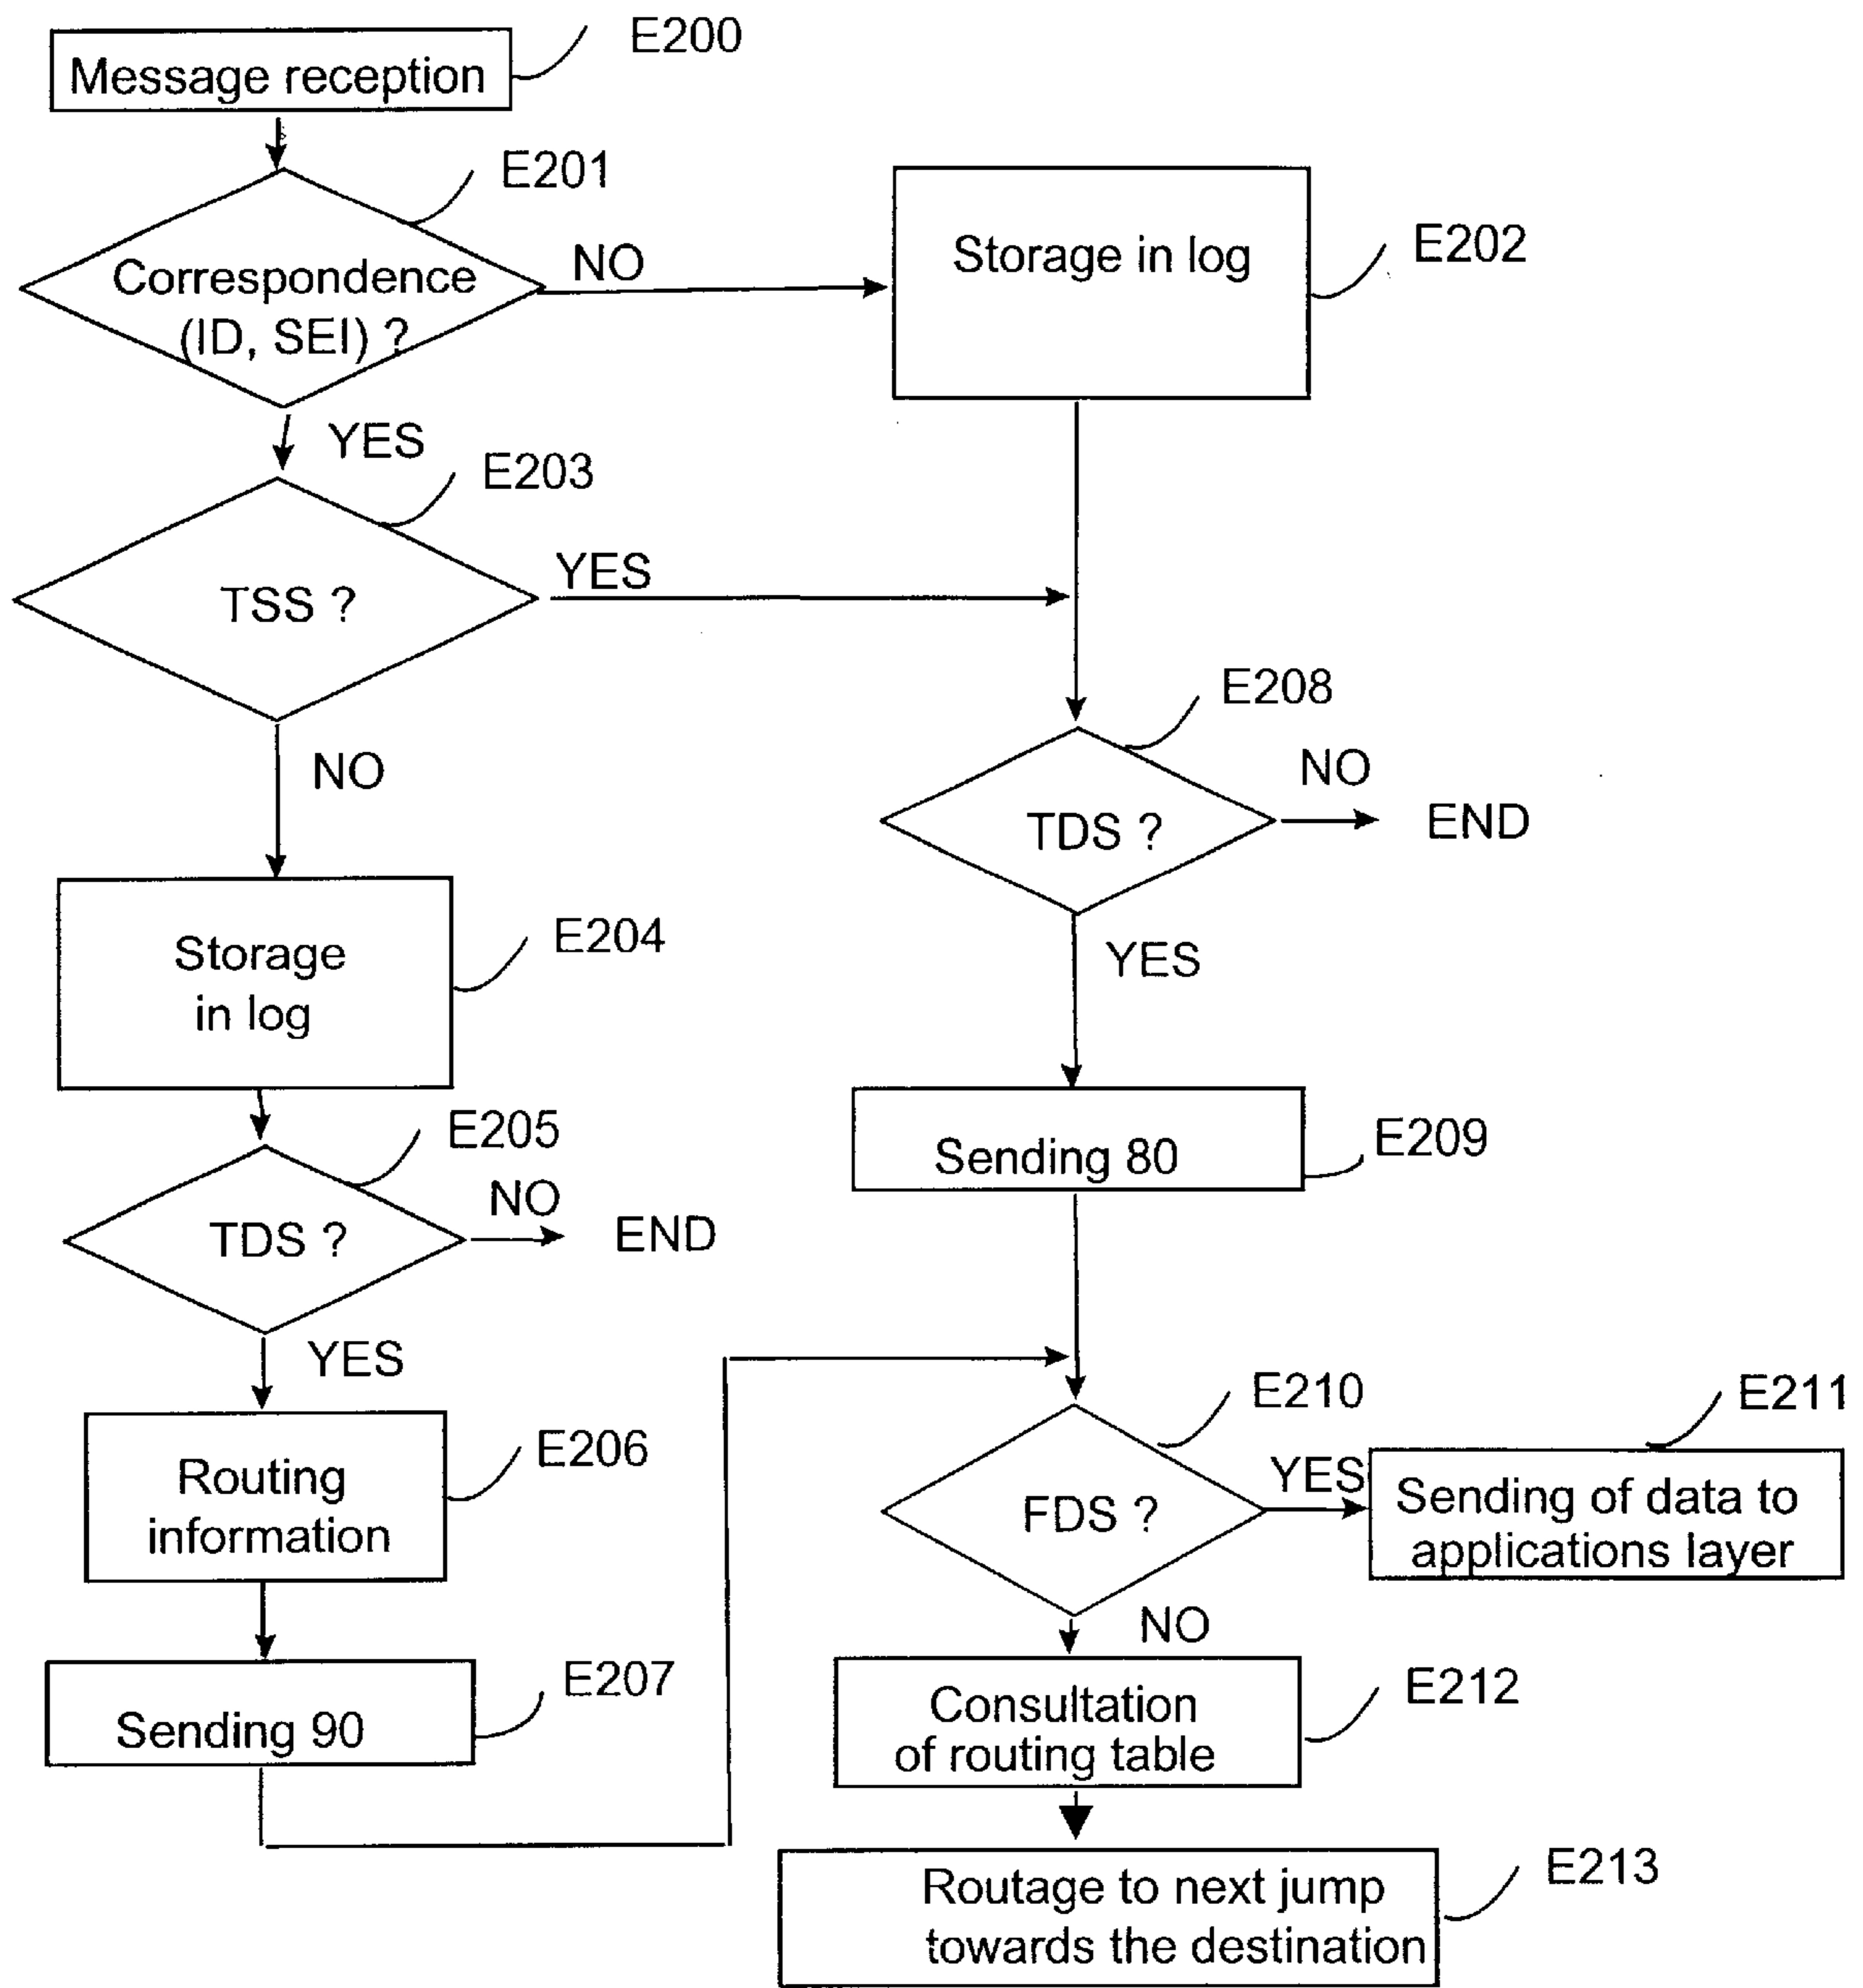 E200
Message reception
E201
Correspondence
(ID, SEI) ?
NO
Storage in log
E202
YES
E203
TSS ?
YES
NO
E208
TDS ?
NO
END
YES
Storage
in log
E204
E205
TDS ?
NO
END
YES
Sending 80
E209
Routing
information
E206
Sending 90
E207
E210
FDS ?
YES
E211
Sending of data to
applications layer
NO
Consultation
of routing table
E212
Routage to next jump
towards the destination
E213